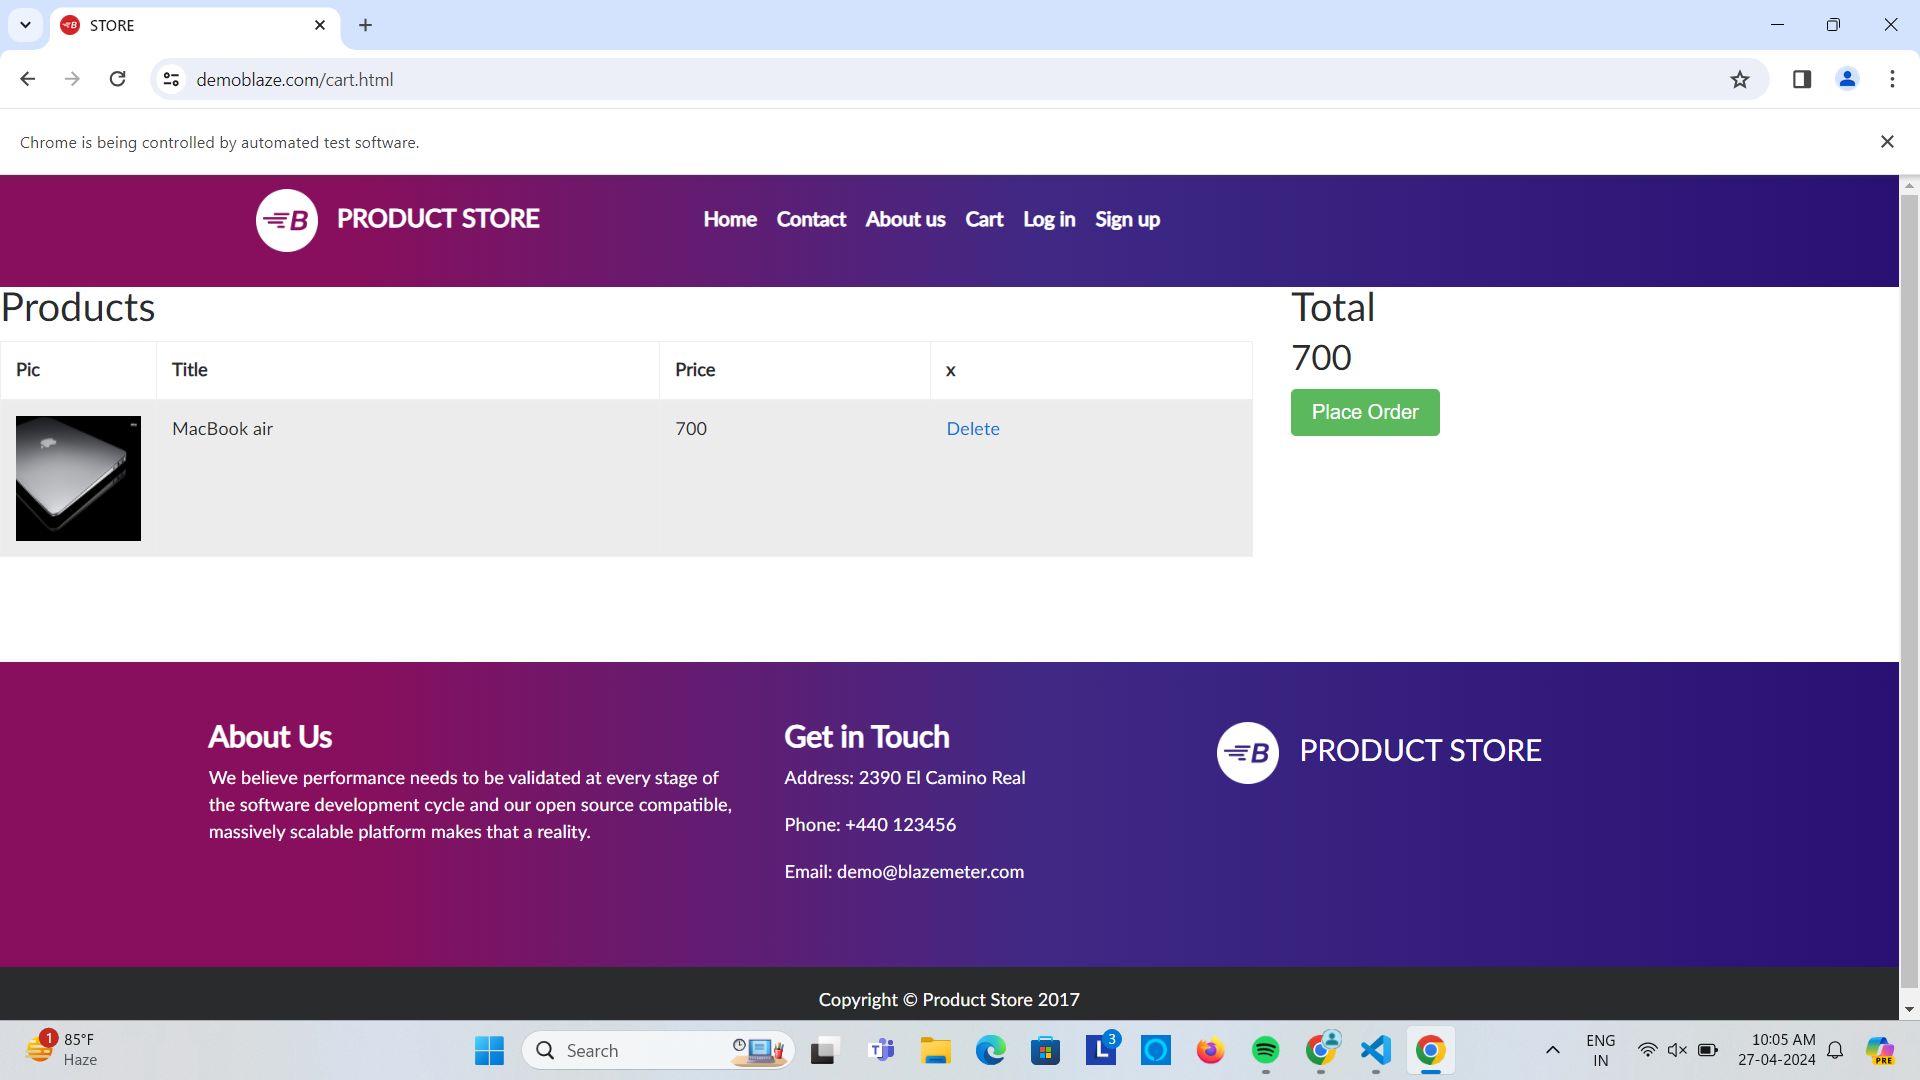 STORE
demoblaze.com/cart.html
Chrome is being controlled by automated test software.
B PRODUCT STORE Home Contact About us Cart Log in Sign up
Products
Total
Pic Title Price x
700
MacBook air 700 Delete
Place Order
About Us
We believe performance needs to be validated at every stage of
the software development cycle and our open source compatible,
massively scalable platform makes that a reality.
Get in Touch
Address: 2390 El Camino Real
Phone: +440 123456
Email: demo@blazemeter.com
B PRODUCT STORE
Copyright © Product Store 2017
1
85°F
Haze
Search
T
L 3
ENG
IN
10:05 AM
27-04-2024
PRE